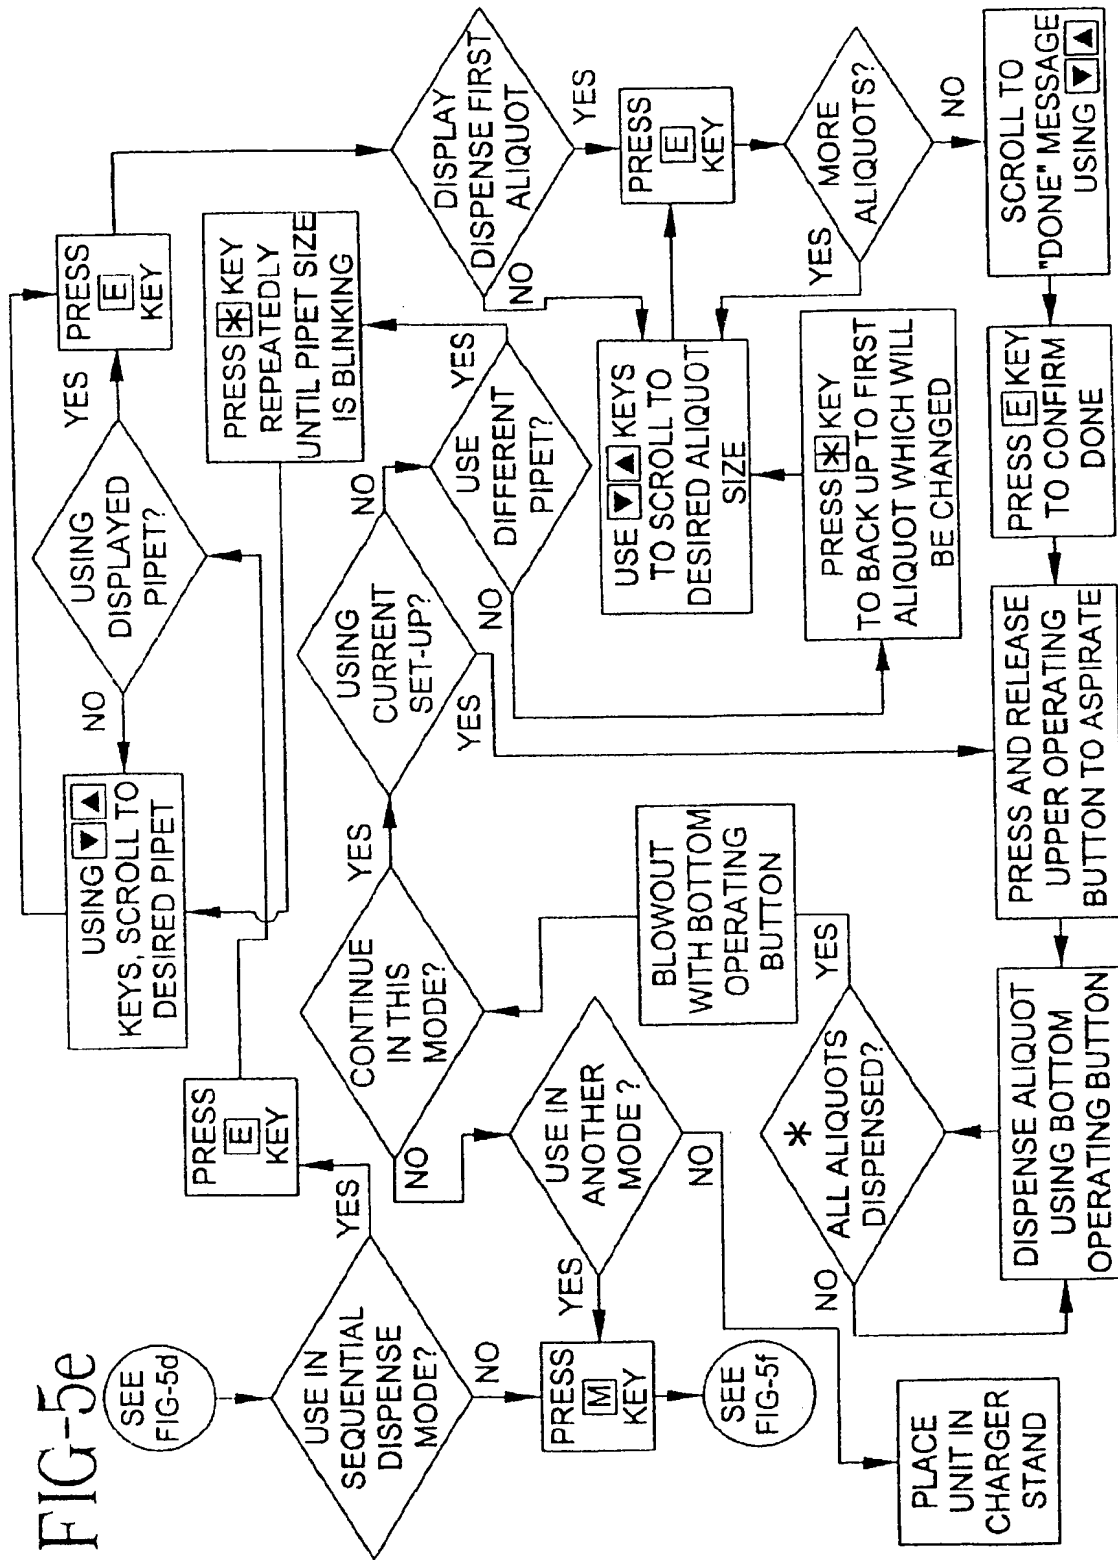 FIG-5e
SEE
FIG-5d
USE IN
SEQUENTIAL
DISPENSE
MODE?
YES
NO
PRESS
E
KEY
PRESS
M
KEY
SEE
FIG-5f
USING ▼▲
KEYS, SCROLL TO
DESIRED PIPET
NO
USING
DISPLAYED
PIPET?
YES
PRESS
E
KEY
CONTINUE
IN THIS
MODE?
YES
NO
USE IN
ANOTHER
MODE ?
YES
NO
PLACE
UNIT IN
CHARGER
STAND
USING
CURRENT
SET-UP?
NO
YES
USE
DIFFERENT
PIPET?
YES
NO
PRESS * KEY
REPEATEDLY
UNTIL PIPET SIZE
IS BLINKING
DISPLAY
DISPENSE FIRST
ALIQUOT
YES
NO
PRESS
E
KEY
USE ▼▲ KEYS
TO SCROLL TO
DESIRED ALIQUOT
SIZE
MORE
ALIQUOTS?
YES
NO
PRESS * KEY
TO BACK UP TO FIRST
ALIQUOT WHICH WILL
BE CHANGED
SCROLL TO
"DONE" MESSAGE
USING ▼▲
PRESS E KEY
TO CONFIRM
DONE
PRESS AND RELEASE
UPPER OPERATING
BUTTON TO ASPIRATE
DISPENSE ALIQUOT
USING BOTTOM
OPERATING BUTTON
*
ALL ALIQUOTS
DISPENSED?
NO
YES
BLOWOUT
WITH BOTTOM
OPERATING
BUTTON